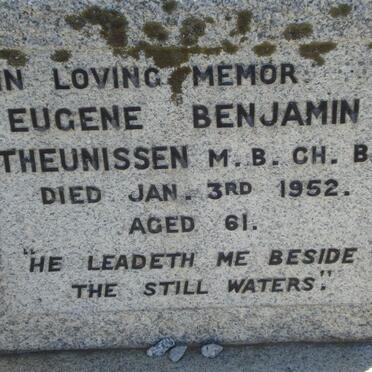 IN LOVING MEMOR
EUGENE BENJAMIN
THEUNISSEN M.B. CH. B
DIED JAN. 3RD 1952.
AGED 61.
"HE LEADETH ME BESIDE
THE STILL WATERS".